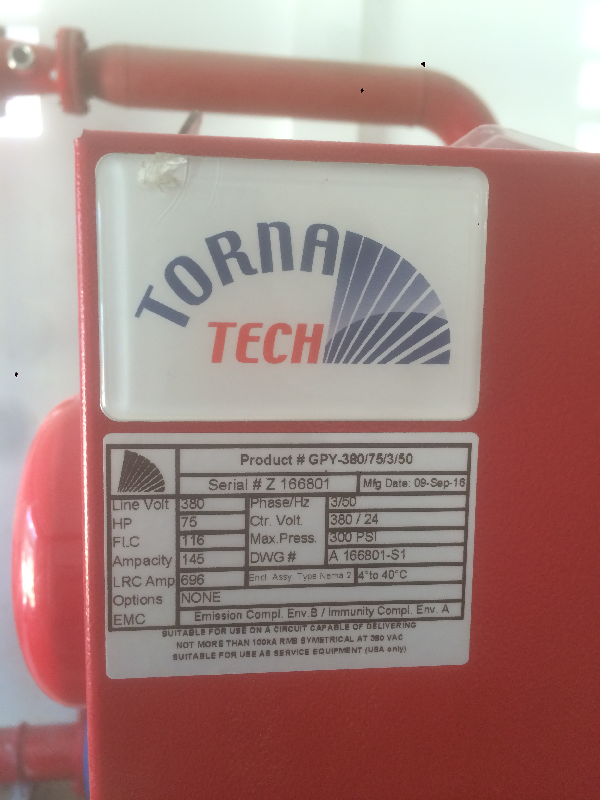 TORNA
TECH
Product # GPY-380/75/3/50
Serial # Z 166801 Mfg Date: 09-Sep-16
Line Volt 380 Phase/Hz 3/50
HP 75 Ctr. Volt. 380 / 24
FLC 116 Max.Press. 300 PSI
Ampacity 145 DWG # A 166801-S1
LRC Amp 696 Encl. Assy. Type Nema 2 4°to 40°C
Options NONE
EMC Emission Compl. Env.B / Immunity Compl. Env. A
SUITABLE FOR USE ON A CIRCUIT CAPABLE OF DELIVERING
NOT MORE THAN 100kA RMS SYMETRICAL AT 380 VAC
SUITABLE FOR USE AS SERVICE EQUIPMENT (USA only)